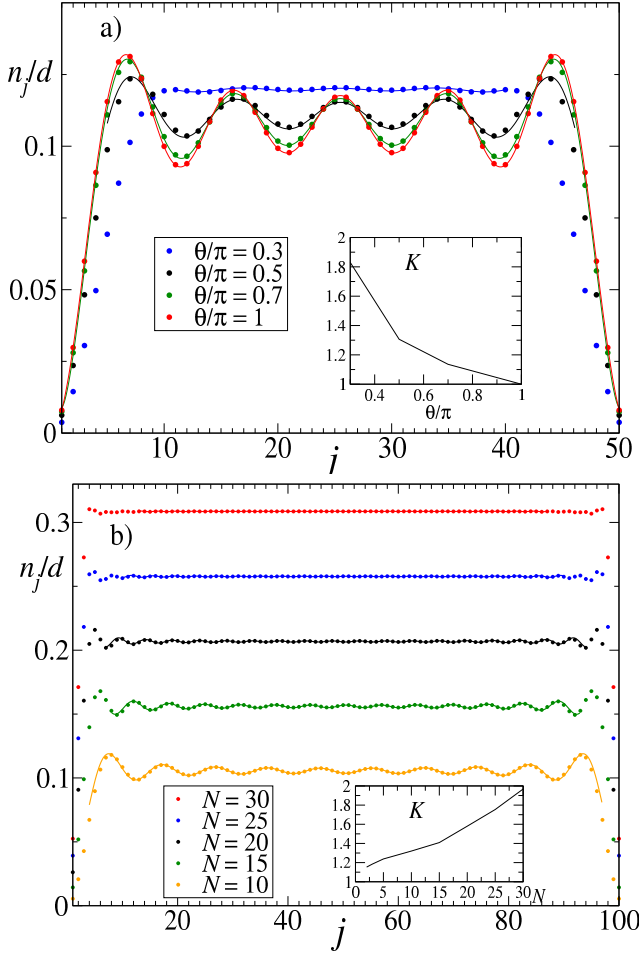 a)
n_j/d
0.1
0.05
0
θ/π = 0.3
θ/π = 0.5
θ/π = 0.7
θ/π = 1
K
2
1.8
1.6
1.4
1.2
1
0.4 0.6 0.8 1
θ/π
10 20 30 40 50
j
b)
0.3
n_j/d
0.2
0.1
0
N = 30
N = 25
N = 20
N = 15
N = 10
K
2
1.8
1.6
1.4
1.2
1
0 5 10 15 20 25 30 N
20 40 60 80 100
j